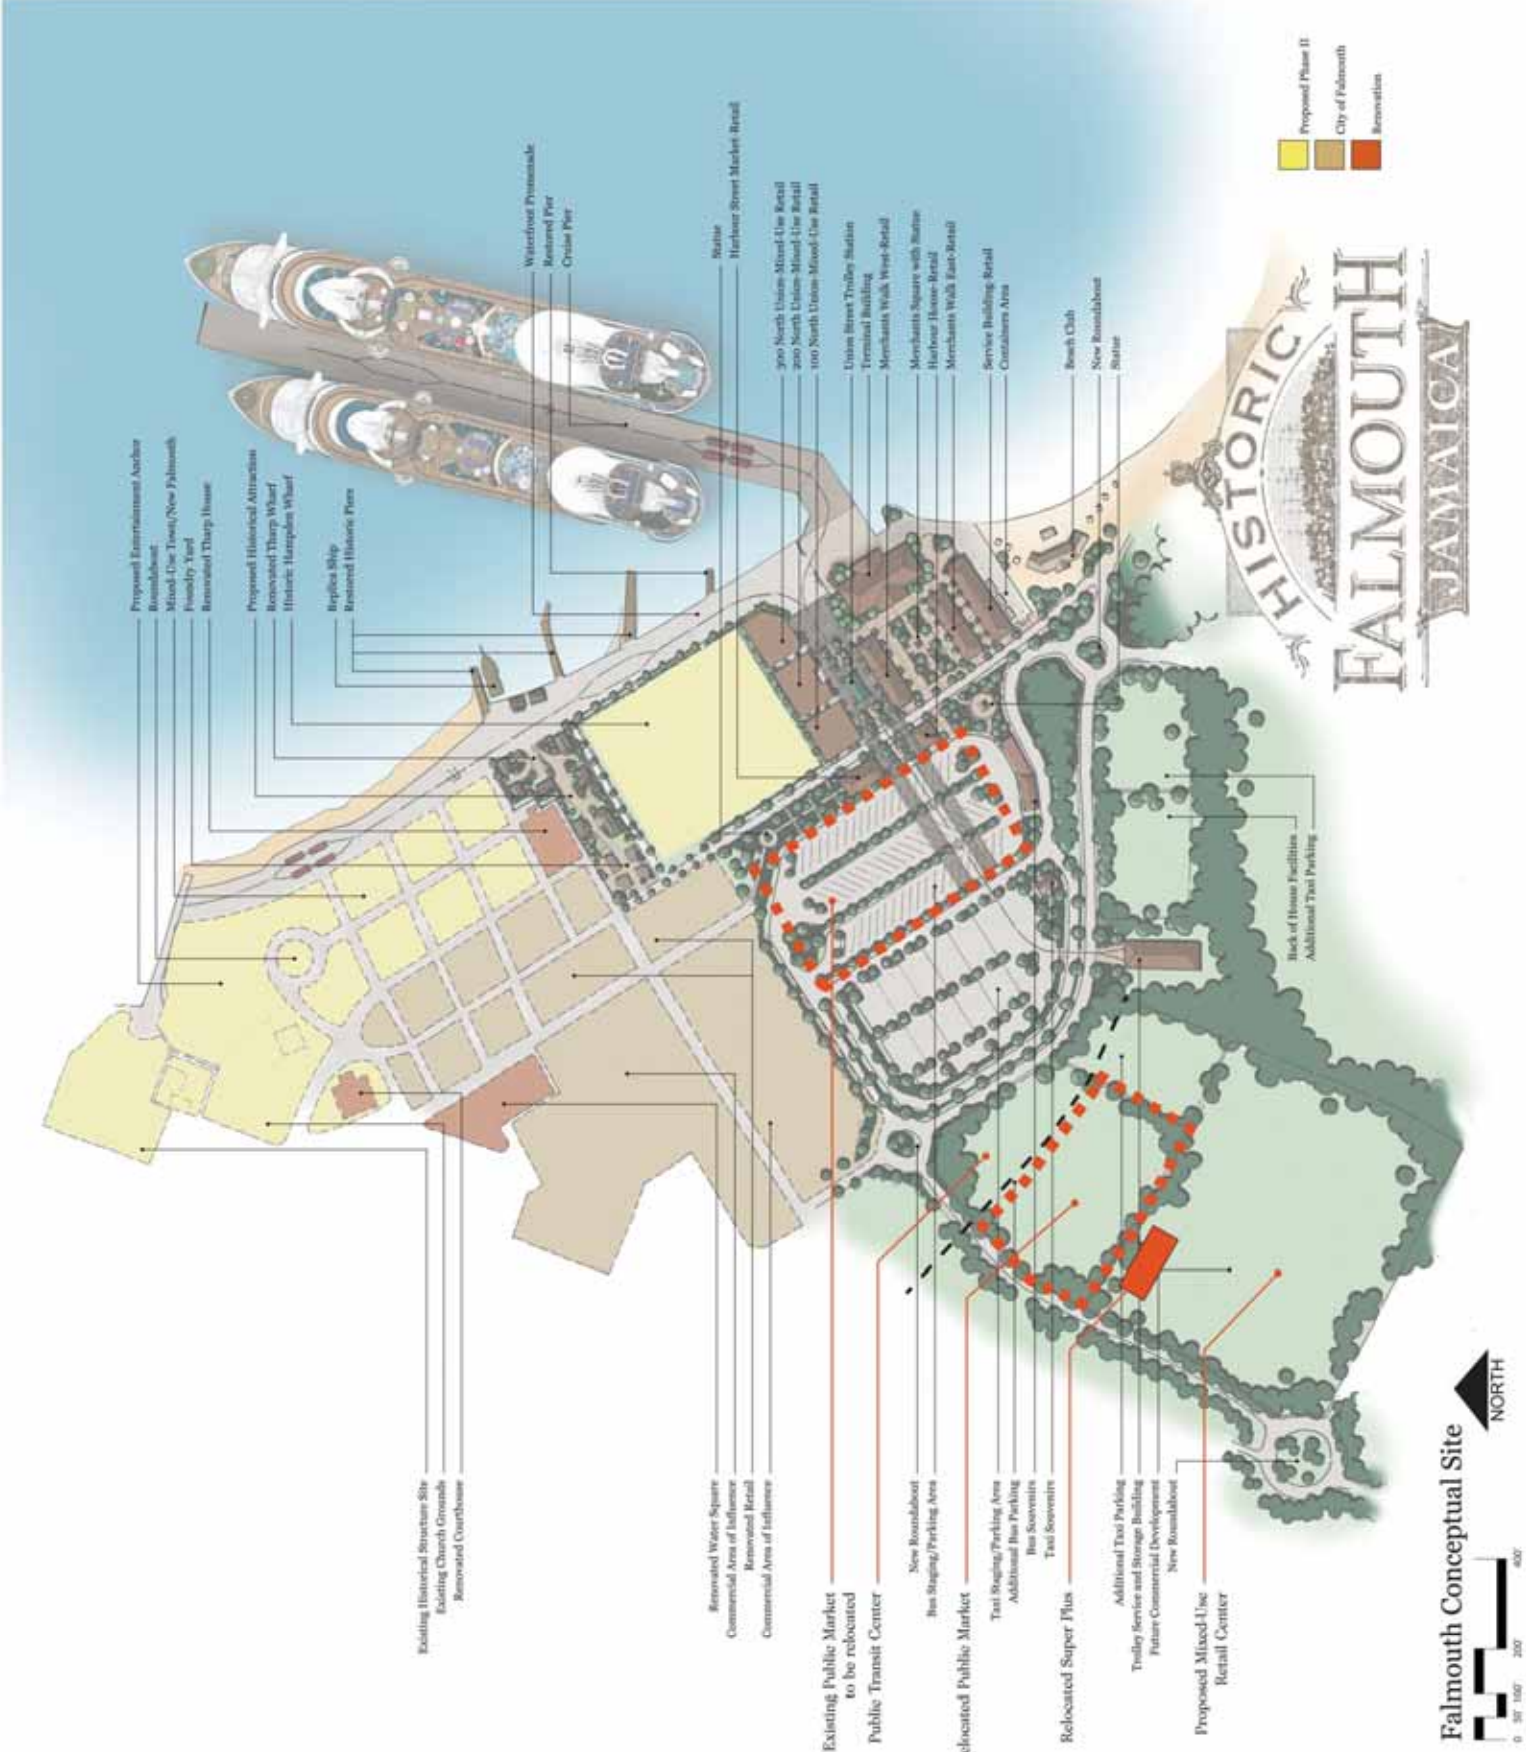 Proposed Entertainment Anchor
Roundabout
Mixed-Use Town/New Falmouth
Foundry Yard
Renovated Tharp House
Proposed Historical Attraction
Renovated Tharp Wharf
Historic Hampden Wharf
Replica Ship
Restored Historic Piers
Waterfront Promenade
Restored Pier
Cruise Pier
Statue
Harbour Street Market-Retail
300 North Union-Mixed-Use Retail
200 North Union-Mixed-Use Retail
100 North Union-Mixed-Use Retail
Union Street Trolley Station
Terminal Building
Merchants Walk West-Retail
Merchants Square with Statue
Harbour House-Retail
Merchants Walk East-Retail
Service Building-Retail
Containers Area
Beach Club
New Roundabout
Statue
Proposed Phase II
City of Falmouth
Renovation
HISTORIC
FALMOUTH
JAMAICA
Back of House Facilities
Additional Taxi Parking
Existing Historical Structure Site
Existing Church Grounds
Renovated Courthouse
Renovated Water Square
Commercial Area of Influence
Renovated Retail
Commercial Area of Influence
Existing Public Market
to be relocated
Public Transit Center
New Roundabout
Bus Staging/Parking Area
elocated Public Market
Taxi Staging/Parking Area
Additional Bus Parking
Bus Souvenirs
Taxi Souvenirs
Relocated Super Plus
Additional Taxi Parking
Trolley Service and Storage Building
Future Commercial Development
New Roundabout
Proposed Mixed-Use
Retail Center
Falmouth Conceptual Site
NORTH
0 50' 100' 200' 400'